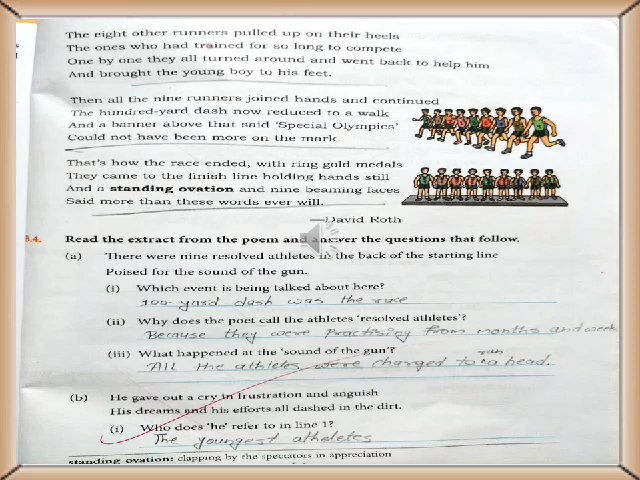 The eight other runners pulled up on their heels
The ones who had trained for so long to compete
One by one they all turned around and went back to help him
And brought the young boy to his feet.
Then all the nine runners joined hands and continued
The hundred-yard dash now reduced to a walk
And a banner above that said 'Special Olympics'
Could not have been more on the mark.
That's how the race ended, with nine gold medals
They came to the finish line holding hands still
And a standing ovation and nine beaming faces
Said more than these words ever will.
—David Roth
Read the extract from the poem and answer the questions that follow.
(a) There were nine resolved athletes in the back of the starting line
Poised for the sound of the gun.
(i) Which event is being talked about here?
100-yard dash was the race
(ii) Why does the poet call the athletes 'resolved athletes'?
Because they were Practising from months and week
(iii) What happened at the 'sound of the gun'?
All the athletes were charged to a head.
(b) He gave out a cry in frustration and anguish
His dreams and his efforts all dashed in the dirt.
(i) Who does 'he' refer to in line 1?
The youngest atheletes
standing ovation: clapping by the spectators in appreciation